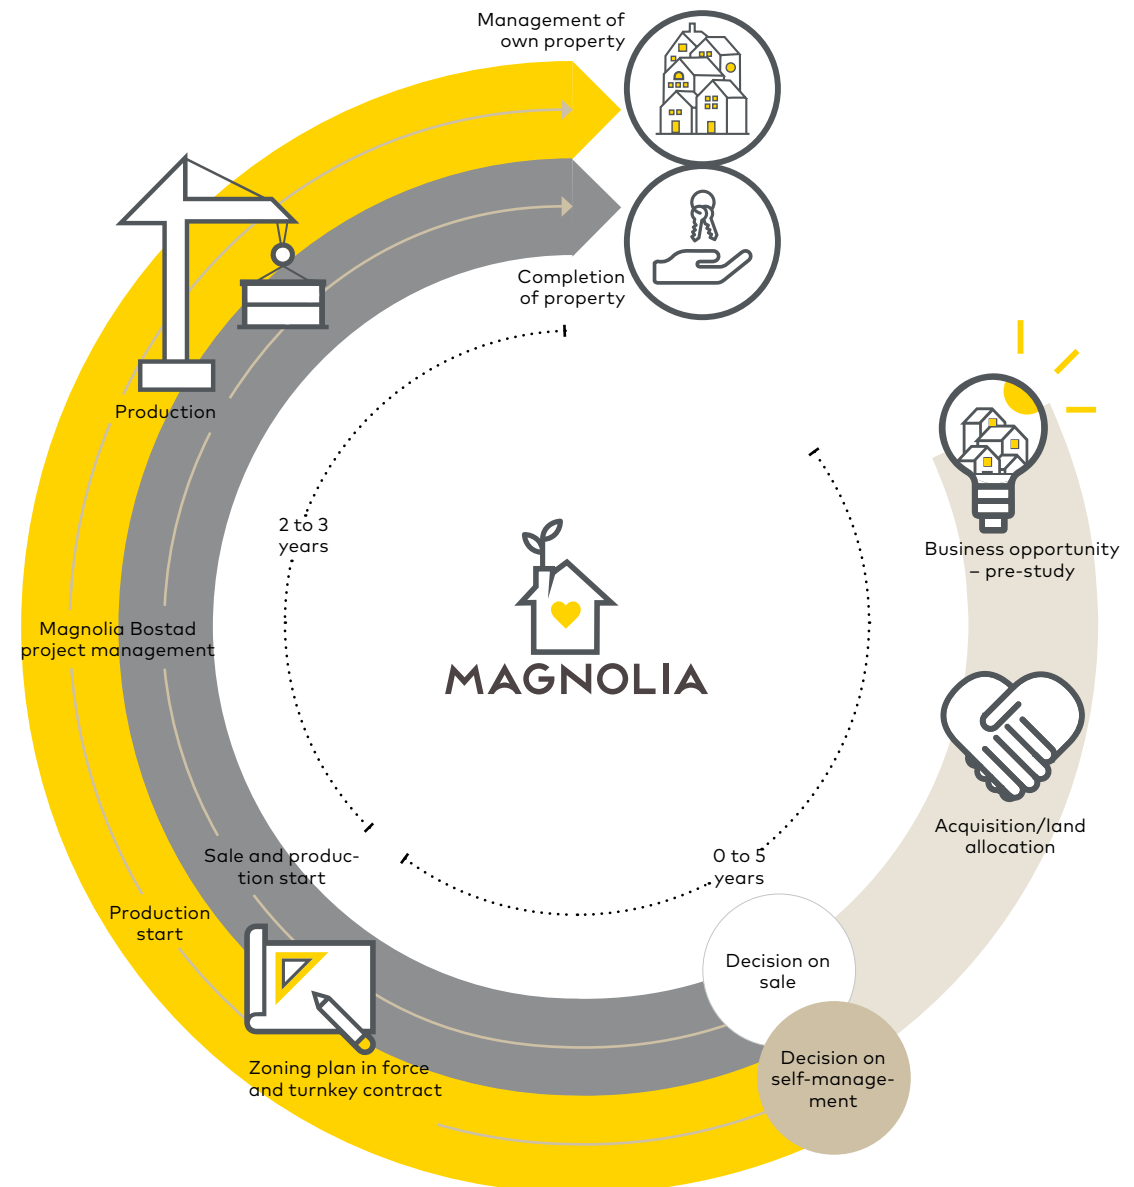 Management of
own property
Completion
of property
Production
2 to 3
years
Business opportunity
– pre-study
Magnolia Bostad
project management
MAGNOLIA
Acquisition/land
allocation
Sale and produc-
tion start
0 to 5
years
Production
start
Decision on
sale
Zoning plan in force
and turnkey contract
Decision on
self-manage-
ment